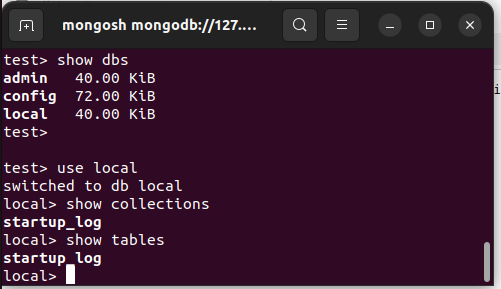 mongosh mongodb://127....
test> show dbs
admin   40.00 KiB
config  72.00 KiB
local   40.00 KiB
test>
test> use local
switched to db local
local> show collections
startup_log
local> show tables
startup_log
local>